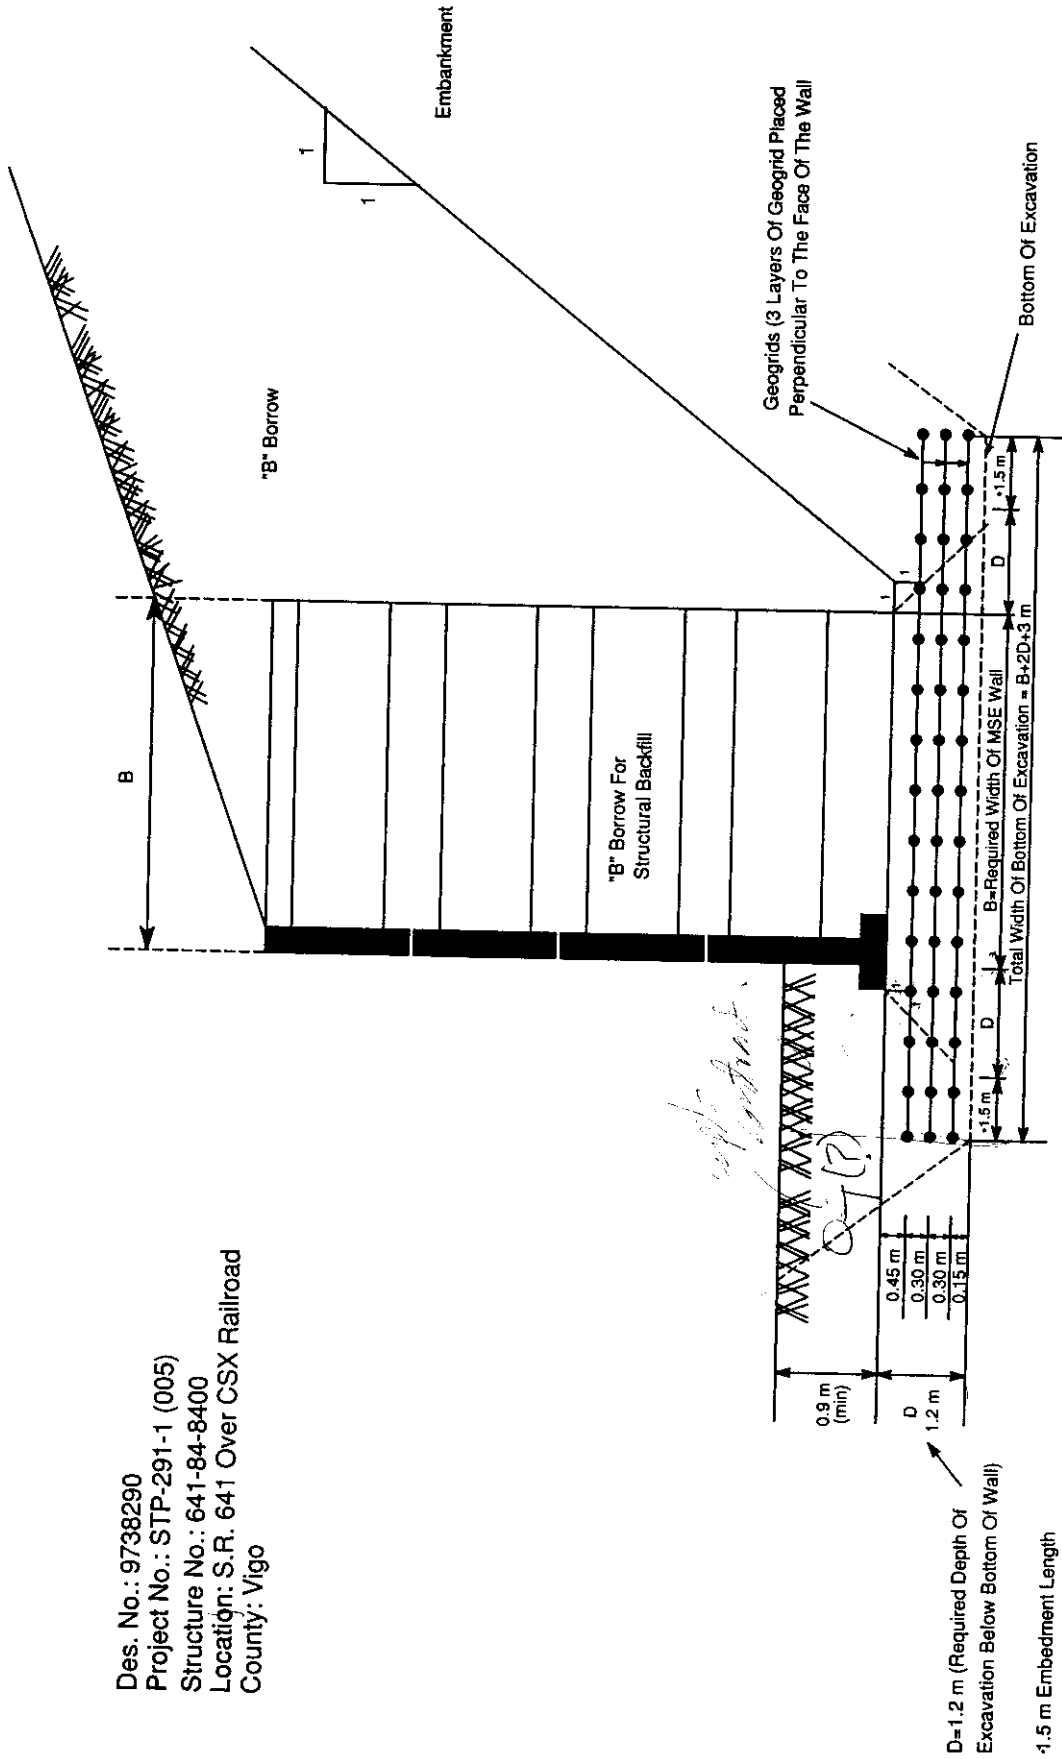 Des. No.: 9738290
Project No.: STP-291-1 (005)
Structure No.: 641-84-8400
Location: S.R. 641 Over CSX Railroad
County: Vigo
B
1
1
Embankment
"B" Borrow
"B" Borrow For
Structural Backfill
Geogrids (3 Layers Of Geogrid Placed
Perpendicular To The Face Of The Wall
Bottom Of Excavation
1
1
0.9 m
(min)
D
1.2 m
0.45 m
0.30 m
0.30 m
0.15 m
*1.5 m
D
B=Required Width Of MSE Wall
D
*1.5 m
Total Width Of Bottom Of Excavation = B+2D+3 m
D=1.2 m (Required Depth Of
Excavation Below Bottom Of Wall)
1.5 m Embedment Length